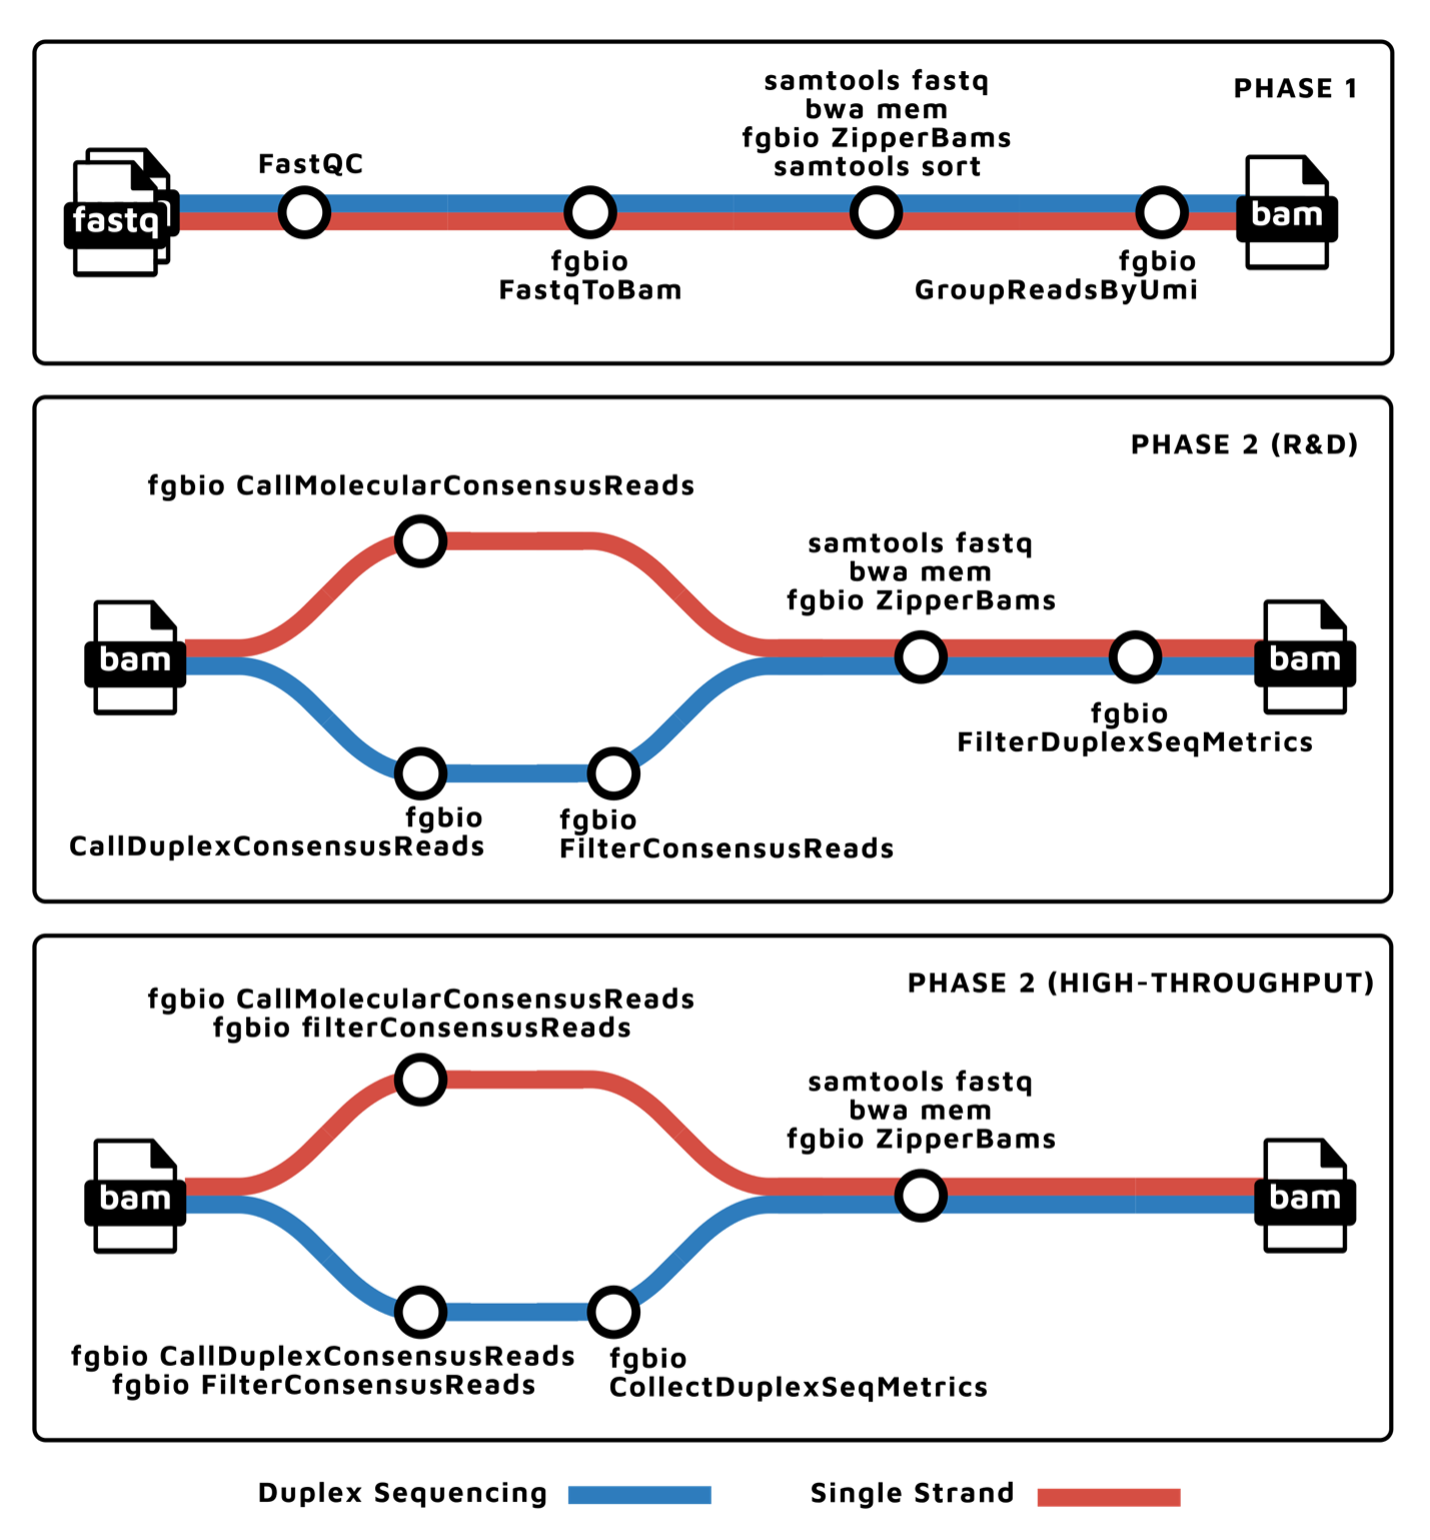 PHASE 1
samtools fastq
bwa mem
fgbio ZipperBams
samtools sort
FastQC
fastq
bam
fgbio
FastqToBam
fgbio
GroupReadsByUmi
PHASE 2 (R&D)
fgbio CallMolecularConsensusReads
samtools fastq
bwa mem
fgbio ZipperBams
bam
bam
fgbio
FilterDuplexSeqMetrics
fgbio
CallDuplexConsensusReads
fgbio
FilterConsensusReads
PHASE 2 (HIGH-THROUGHPUT)
fgbio CallMolecularConsensusReads
fgbio filterConsensusReads
samtools fastq
bwa mem
fgbio ZipperBams
bam
bam
fgbio CallDuplexConsensusReads
fgbio FilterConsensusReads
fgbio
CollectDuplexSeqMetrics
Duplex Sequencing
Single Strand